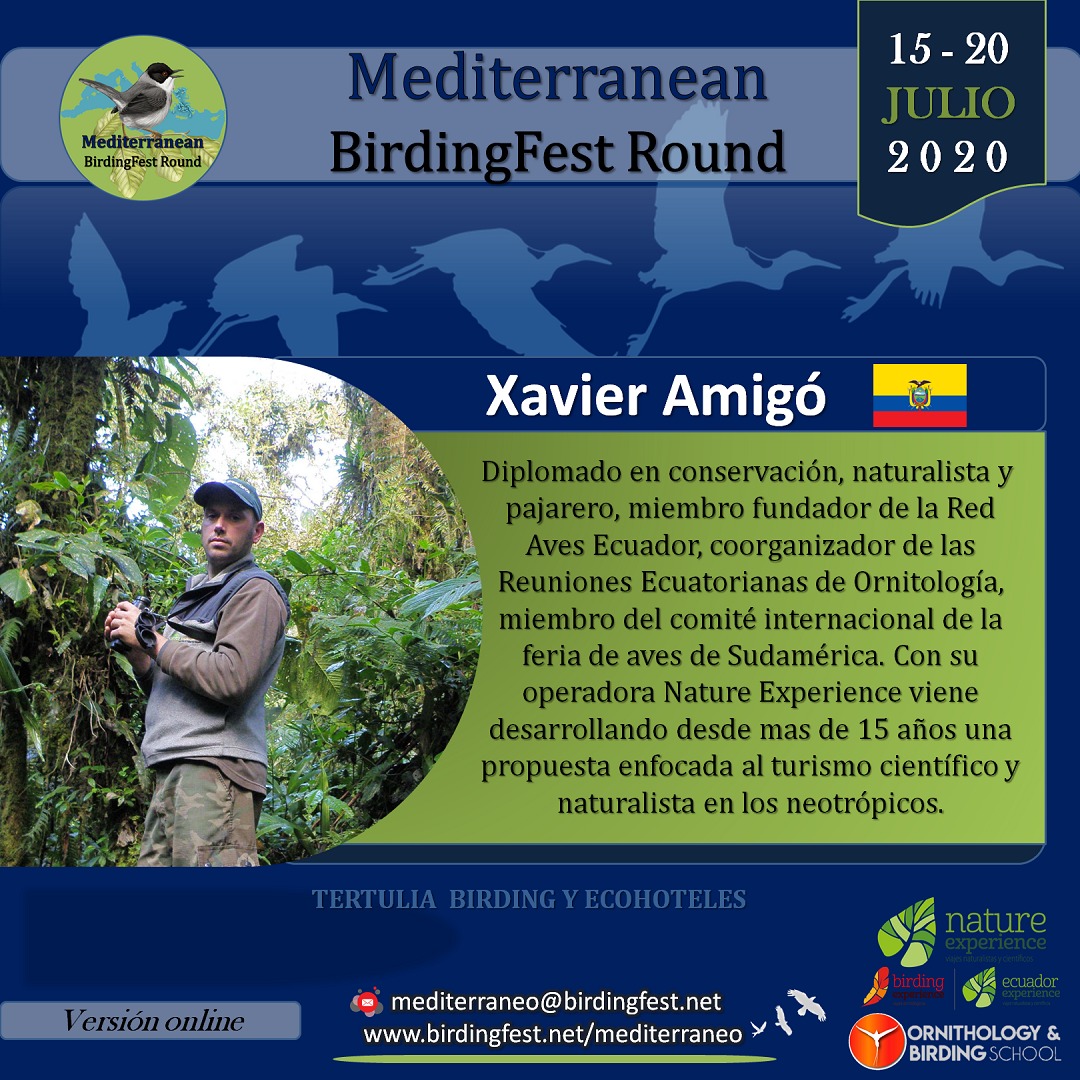 15 - 20
JULIO
2020
Mediterranean
BirdingFest Round
Mediterranean
BirdingFest Round
Xavier Amigó
Diplomado en conservación, naturalista y
pajarero, miembro fundador de la Red
Aves Ecuador, coorganizador de las
Reuniones Ecuatorianas de Ornitología,
miembro del comité internacional de la
feria de aves de Sudamérica. Con su
operadora Nature Experience viene
desarrollando desde mas de 15 años una
propuesta enfocada al turismo científico y
naturalista en los neotrópicos.
TERTULIA BIRDING Y ECOHOTELES
nature
experience
viajes naturalistas y científicos
birding
experience
ecuador
experience
Versión online
mediterraneo@birdingfest.net
www.birdingfest.net/mediterraneo
ORNITHOLOGY &
BIRDING SCHOOL